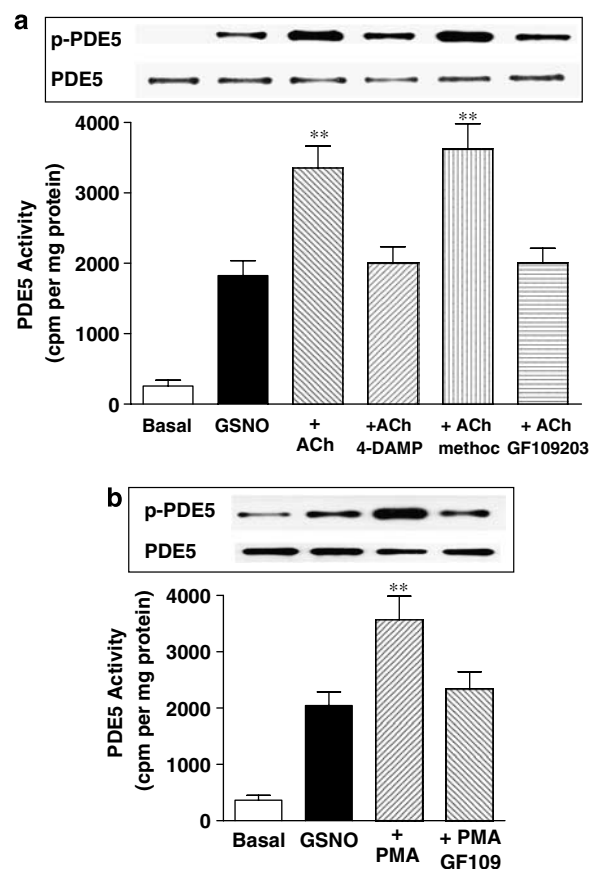 a
p-PDE5
PDE5
4000
3000
2000
1000
0
PDE5 Activity
(cpm per mg protein)
**
**
Basal
GSNO
+
ACh
+ACh
4-DAMP
+ ACh
methoc
+ ACh
GF109203
b
p-PDE5
PDE5
4000
3000
2000
1000
0
PDE5 Activity
(cpm per mg protein)
**
Basal
GSNO
+
PMA
+ PMA
GF109